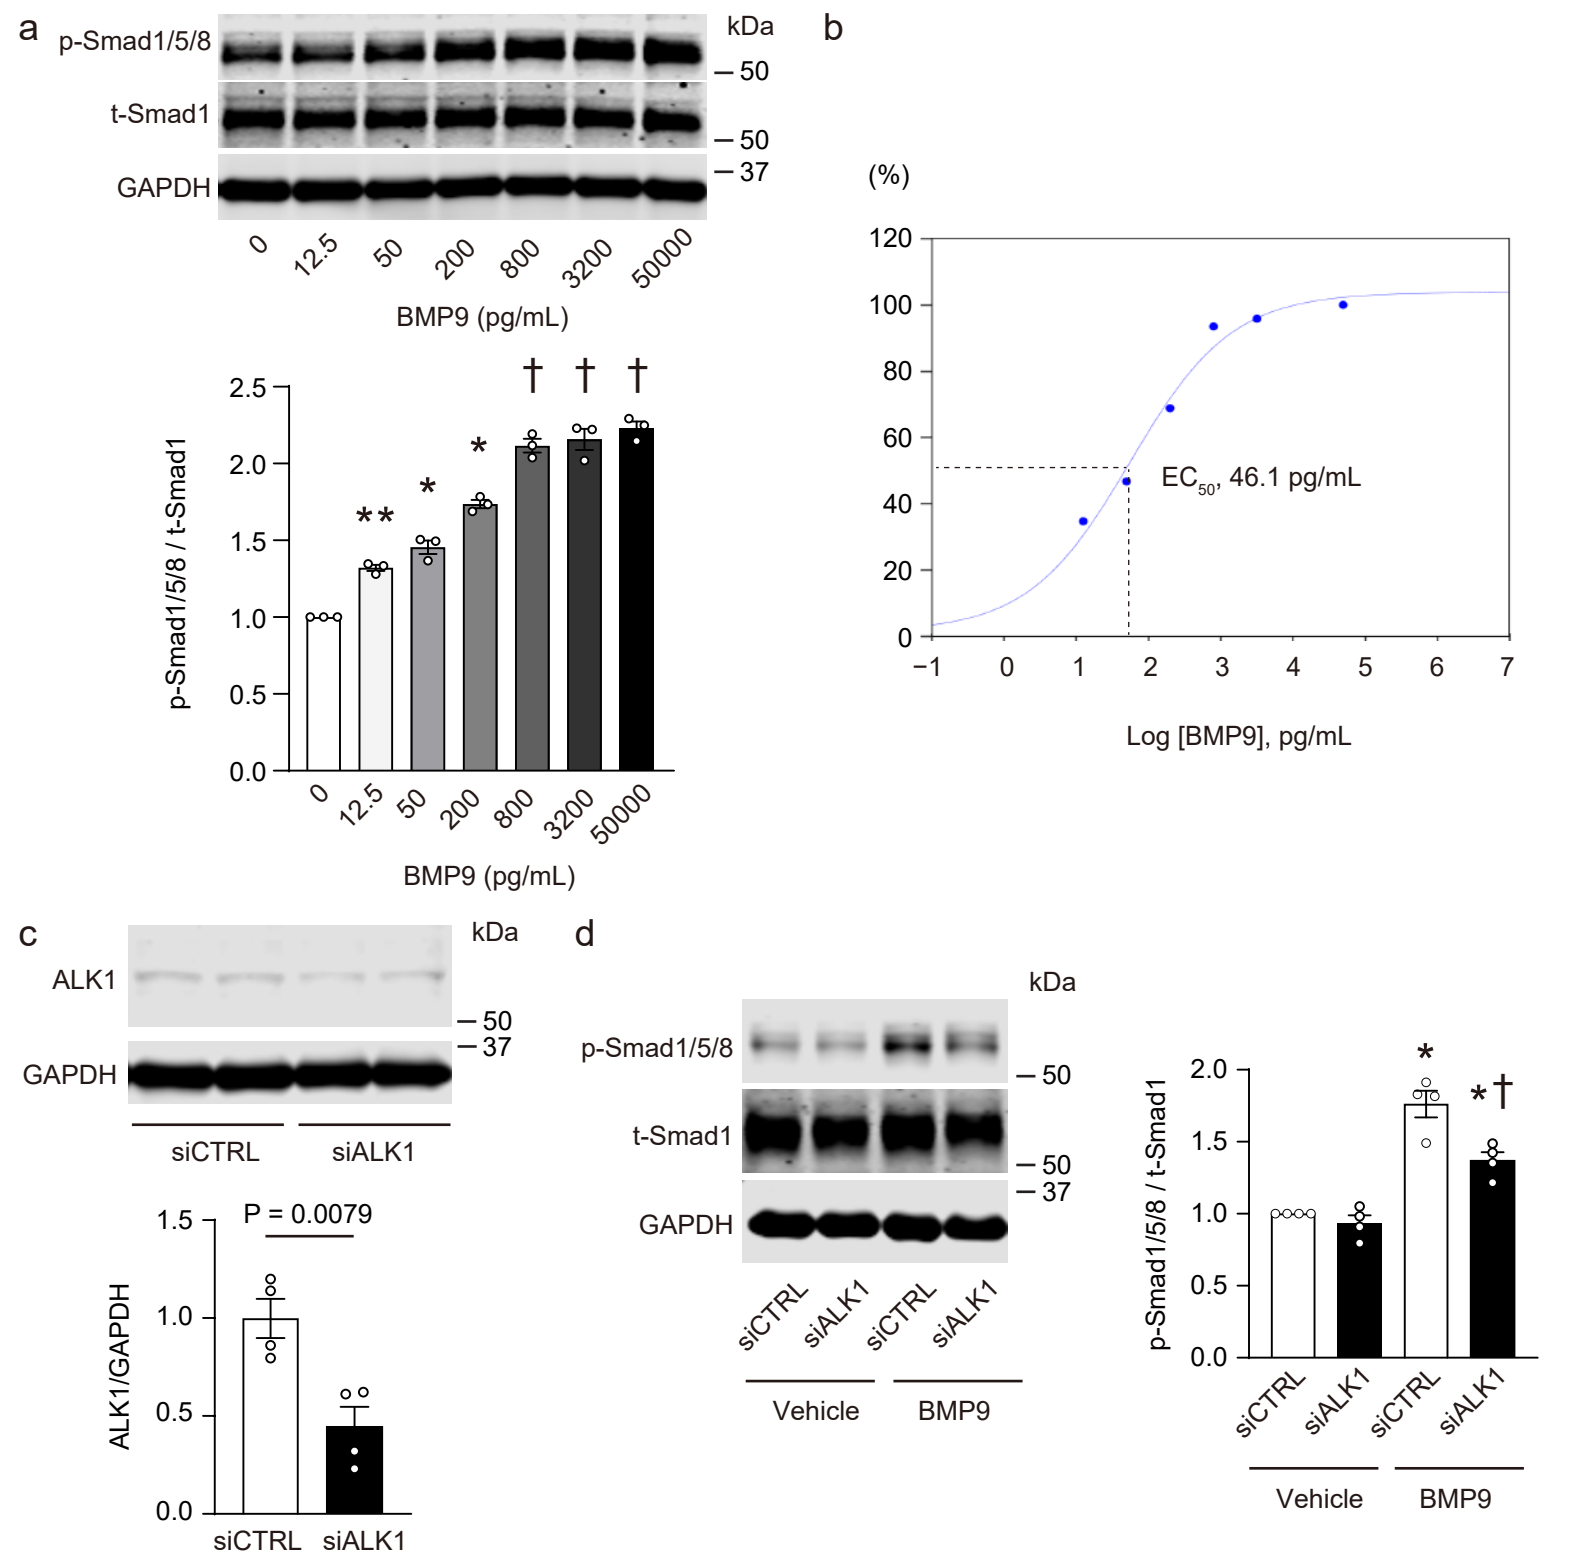 a
kDa
p-Smad1/5/8
50
t-Smad1
50
37
GAPDH
0 12.5 50 200 800 3200 50000
BMP9 (pg/mL)
† † †
* *
*
*
2.5
2.0
1.5
1.0
0.5
0.0
p-Smad1/5/8 / t-Smad1
0 12.5 50 200 800 3200 50000
BMP9 (pg/mL)
b
(%)
120
100
80
60
40
20
0
EC50, 46.1 pg/mL
−1 0 1 2 3 4 5 6 7
Log [BMP9], pg/mL
c
kDa
ALK1
50
37
GAPDH
siCTRL siALK1
P = 0.0079
1.5
1.0
0.5
0.0
ALK1/GAPDH
siCTRL siALK1
d
kDa
p-Smad1/5/8
50
t-Smad1
50
37
GAPDH
siCTRL siALK1 siCTRL siALK1
Vehicle BMP9
*
*†
2.0
1.5
1.0
0.5
0.0
p-Smad1/5/8 / t-Smad1
siCTRL siALK1 siCTRL siALK1
Vehicle BMP9